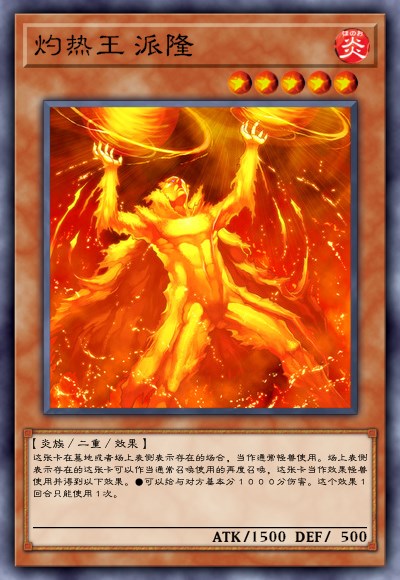 灼热王 派隆
炎
ほのお
【炎族／二重／效果】
这张卡在墓地或者场上表侧表示存在的场合，当作通常怪兽使用。场上表侧
表示存在的这张卡可以作当通常召唤使用的再度召唤，这张卡当作效果怪兽
使用并得到以下效果。●可以给与对方基本分１０００分伤害。这个效果１
回合只能使用１次。
ATK/1500 DEF/ 500